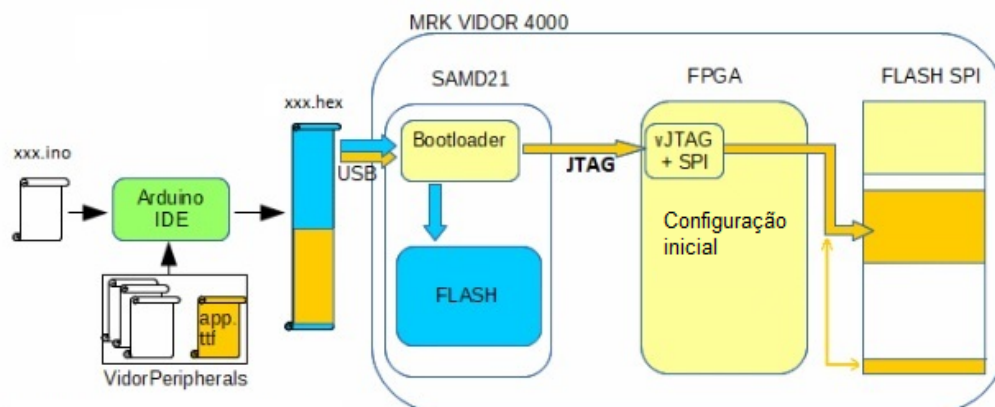 MRK VIDOR 4000
SAMD21
FPGA
FLASH SPI
xxx.hex
xxx.ino
Bootloader
vJTAG
+ SPI
USB
JTAG
Arduino
IDE
Configuração
inicial
FLASH
app.
ttf
VidorPeripherals